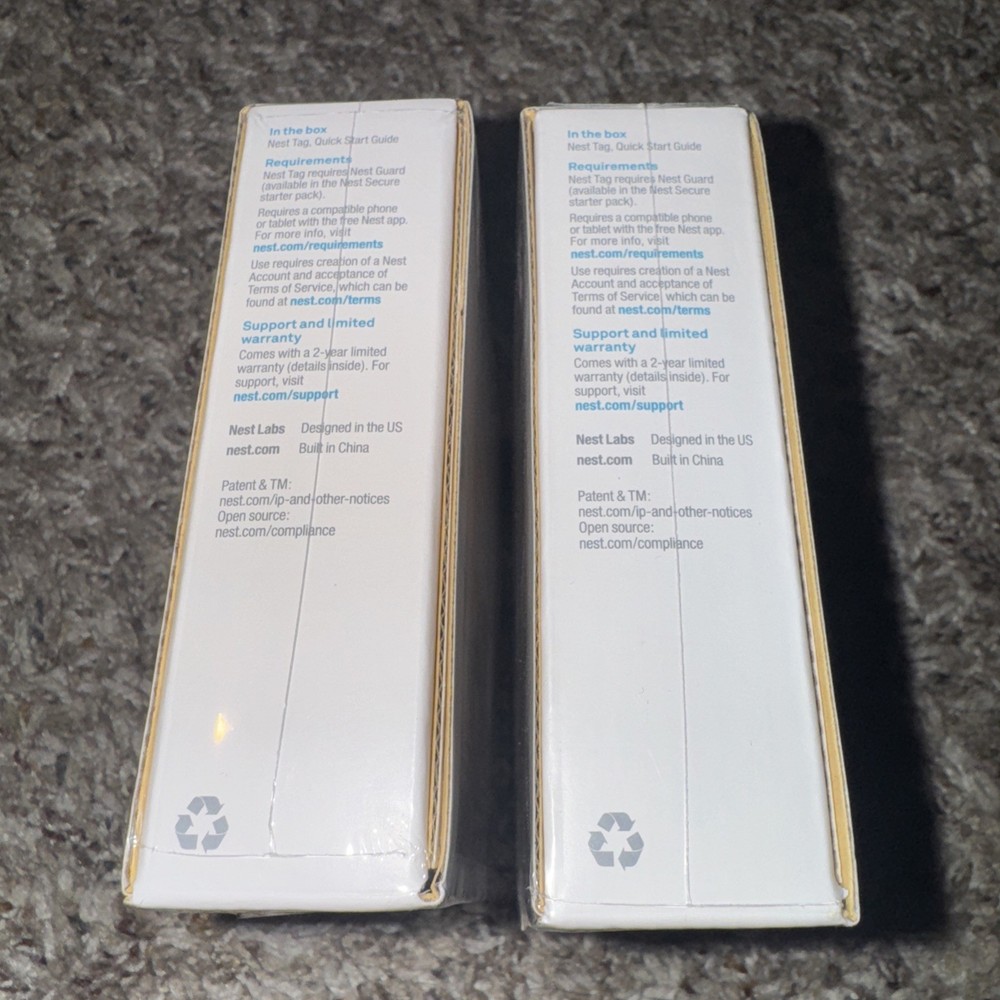 In the box
Nest Tag, Quick Start Guide
Requirements
Nest Tag requires Nest Guard
(available in the Nest Secure
starter pack).
Requires a compatible phone
or tablet with the free Nest app.
For more info, visit
nest.com/requirements
Use requires creation of a Nest
Account and acceptance of
Terms of Service, which can be
found at nest.com/terms
Support and limited
warranty
Comes with a 2-year limited
warranty (details inside). For
support, visit
nest.com/support
Nest Labs Designed in the US
nest.com Built in China
Patent & TM:
nest.com/ip-and-other-notices
Open source:
nest.com/compliance
In the box
Nest Tag, Quick Start Guide
Requirements
Nest Tag requires Nest Guard
(available in the Nest Secure
starter pack).
Requires a compatible phone
or tablet with the free Nest app.
For more info, visit
nest.com/requirements
Use requires creation of a Nest
Account and acceptance of
Terms of Service, which can be
found at nest.com/terms
Support and limited
warranty
Comes with a 2-year limited
warranty (details inside). For
support, visit
nest.com/support
Nest Labs Designed in the US
nest.com Built in China
Patent & TM:
nest.com/ip-and-other-notices
Open source:
nest.com/compliance